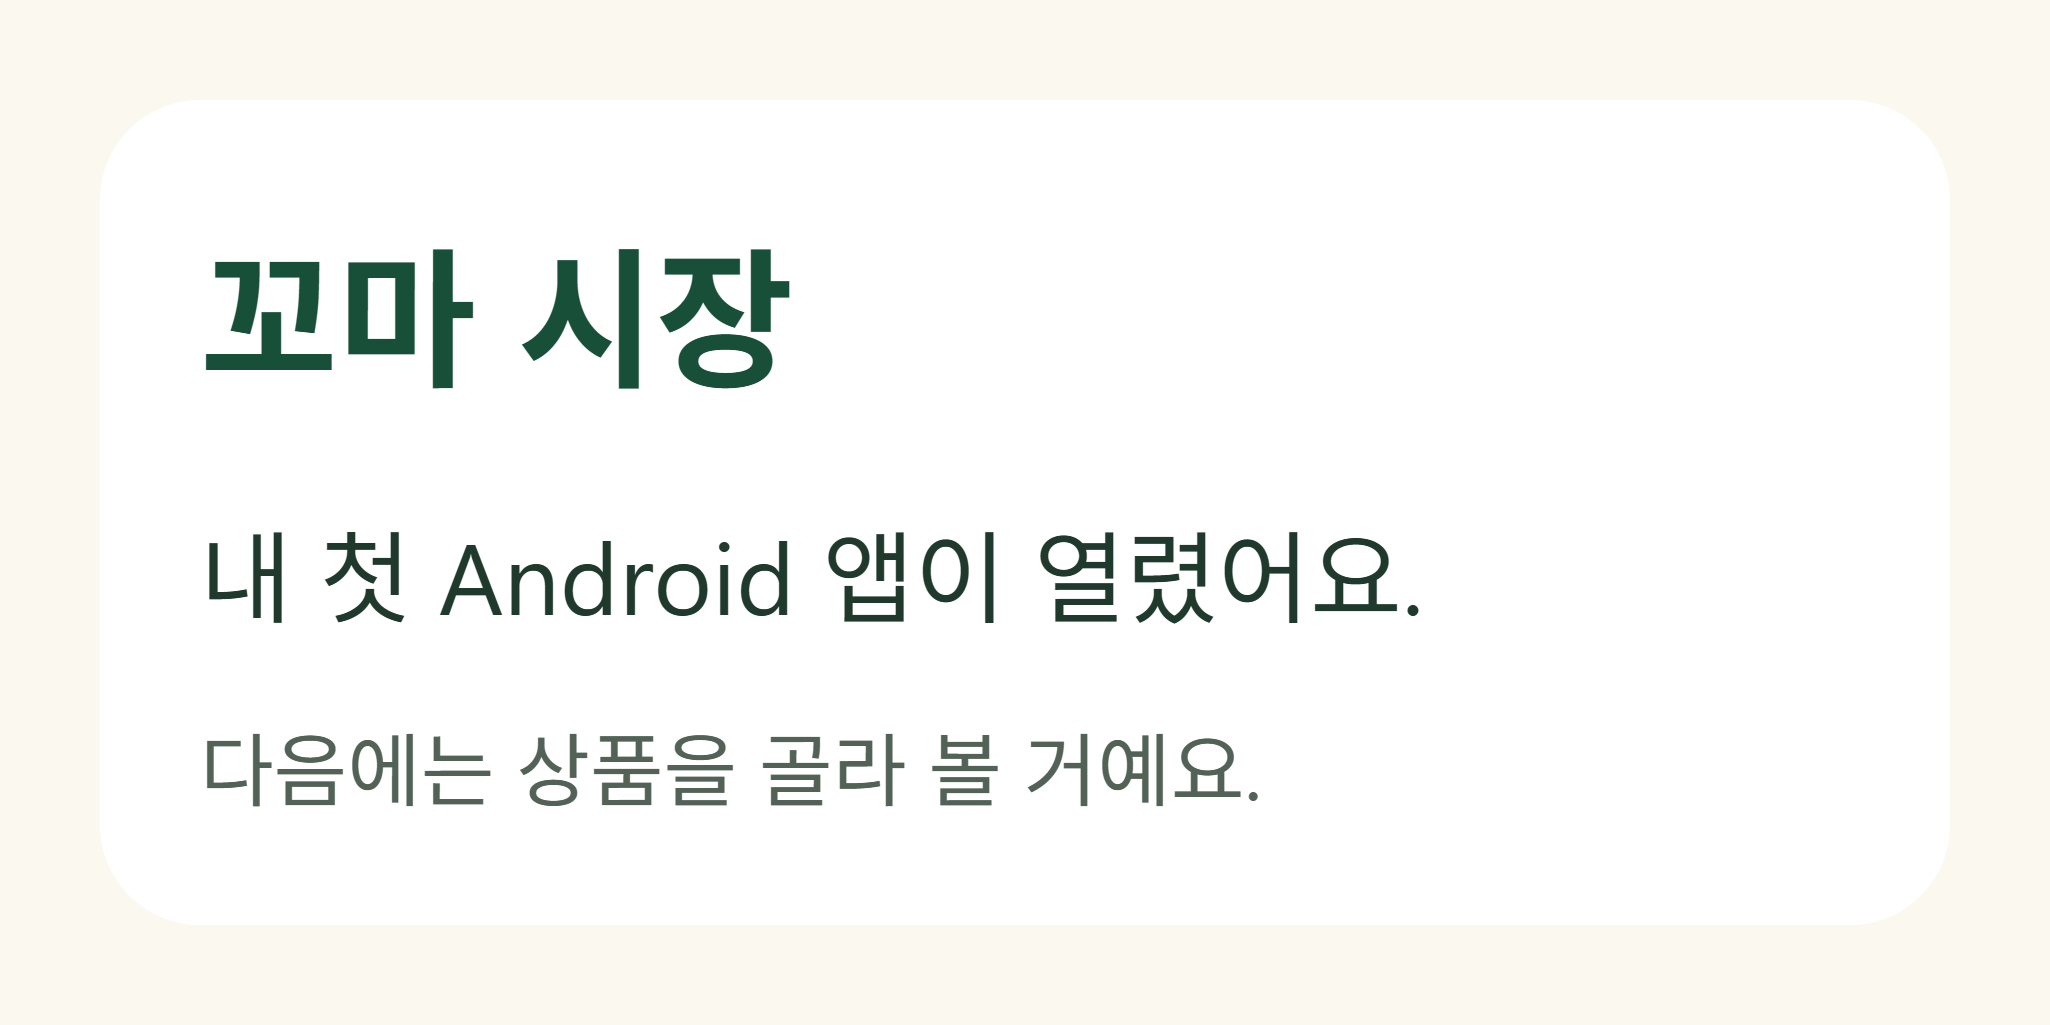 꼬마 시장
내 첫 Android 앱이 열렸어요.
다음에는 상품을 골라 볼 거예요.